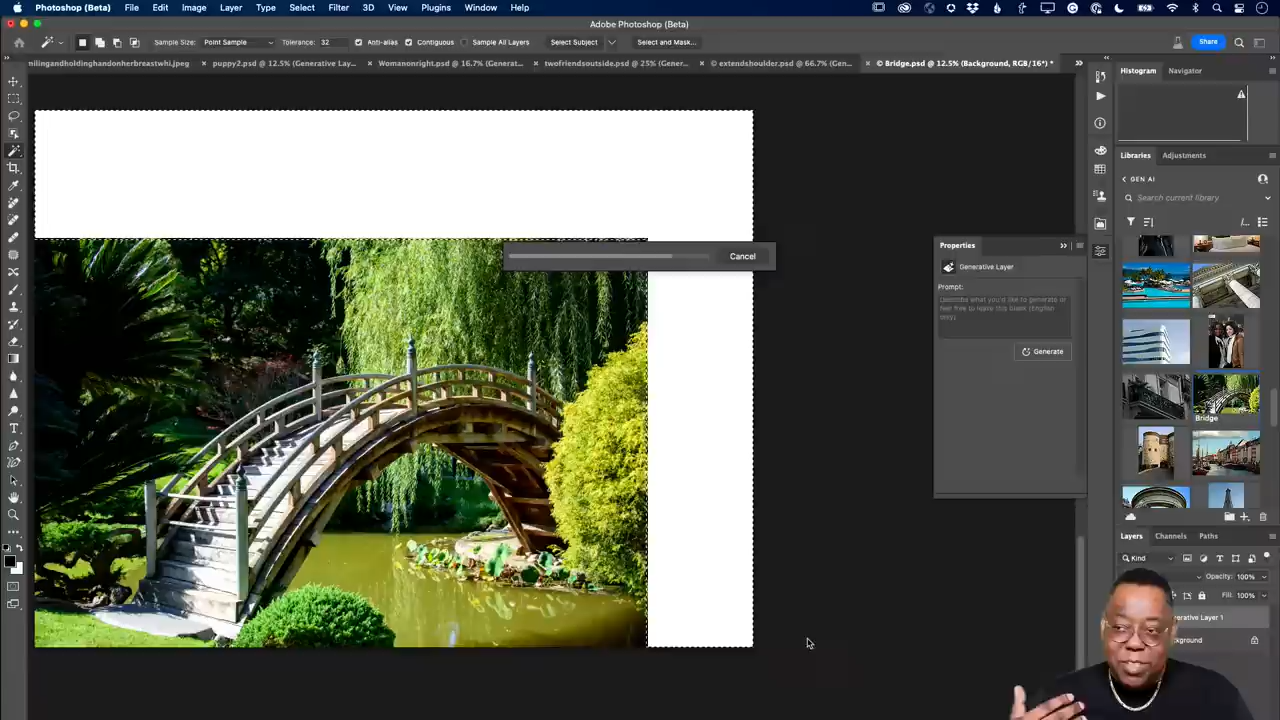 Photoshop (Beta) File Edit Image Layer Type Select Filter 3D View Plugins Window Help
Adobe Photoshop (Beta)
Sample Size: Point Sample Tolerance: 32 Anti-alias Contiguous Sample All Layers Select Subject Select and Mask... Share
nilingandholdinghandonherbreastwhi.jpeg × puppy2.psd @ 12.5% (Generative Lay... × Womanonright.psd @ 16.7% (Generat... × twofriendsoutside.psd @ 25% (Gener... × © extendshoulder.psd @ 66.7% (Gen... × © Bridge.psd @ 12.5% (Background, RGB/16*) *
Histogram Navigator
Libraries Adjustments
GEN AI
Search current library
Properties
Generative Layer
Cancel
Prompt:
Describe what you'd like to generate or
feel free to leave this blank (English
only)
Generate
Bridge
Layers Channels Paths
Kind
Opacity: 100%
Fill: 100%
erative Layer 1
kground